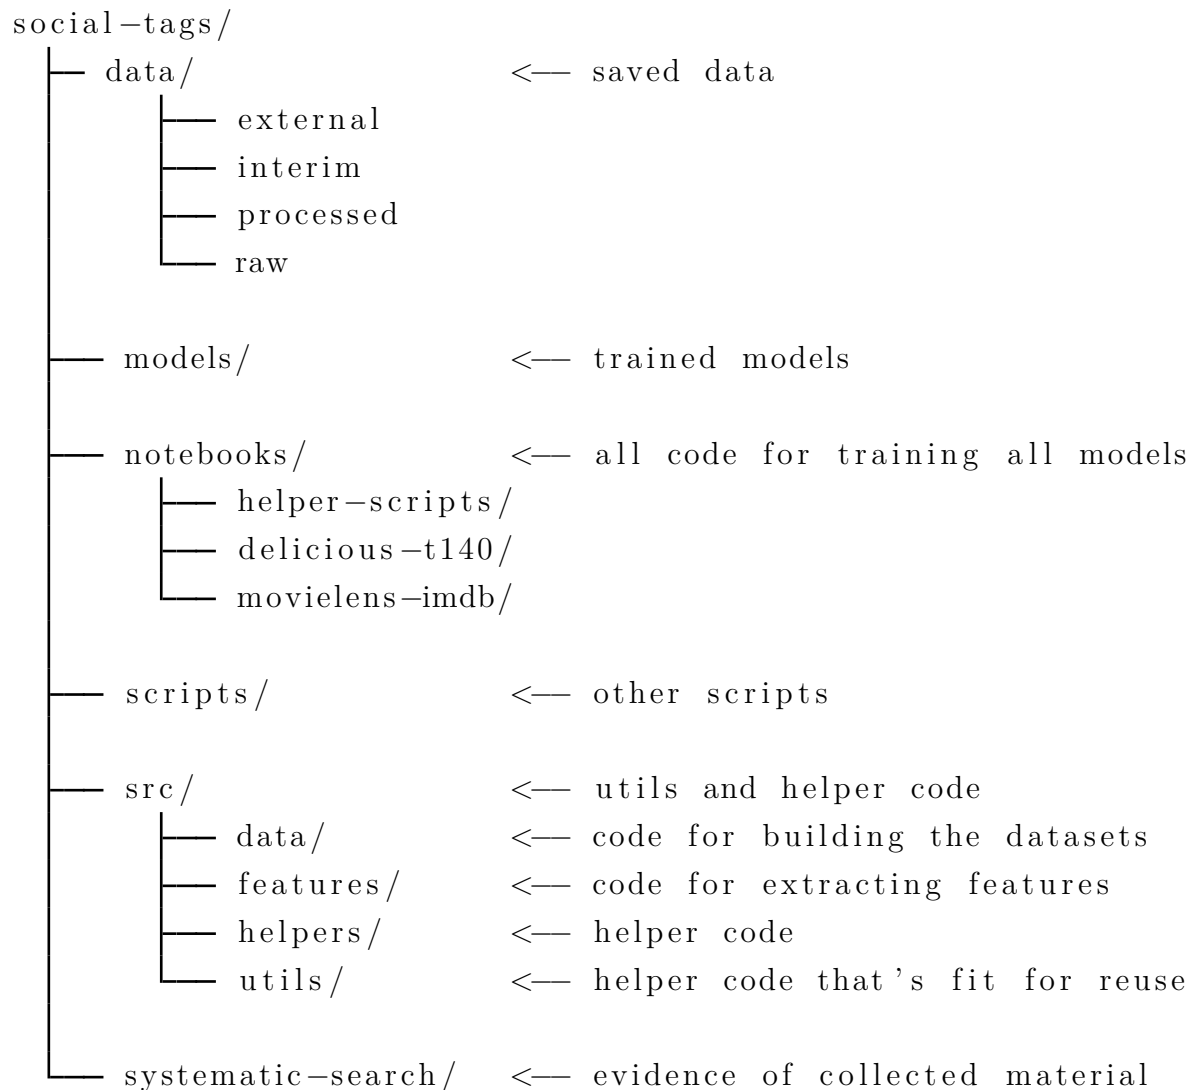 social-tags/
data/ <-- saved data
external
interim
processed
raw
models/ <-- trained models
notebooks/ <-- all code for training all models
helper-scripts/
delicious-t140/
movielens-imdb/
scripts/ <-- other scripts
src/ <-- utils and helper code
data/ <-- code for building the datasets
features/ <-- code for extracting features
helpers/ <-- helper code
utils/ <-- helper code that's fit for reuse
systematic-search/ <-- evidence of collected material